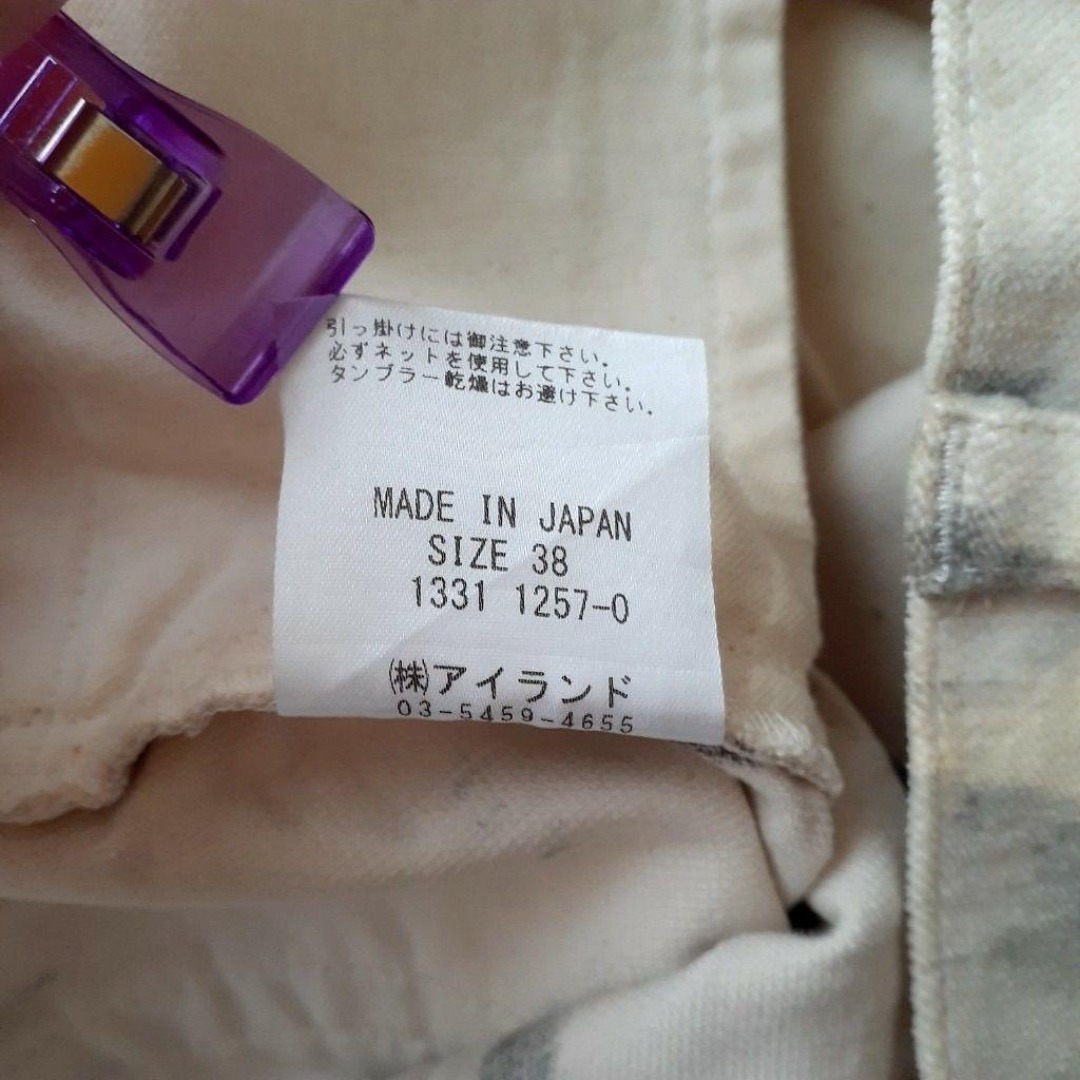 引っ掛けには御注意下さい。
必ずネットを使用して下さい。
タンブラー乾燥はお避け下さい。
MADE IN JAPAN
SIZE 38
1331 1257-0
㈱アイランド
03-5459-4655